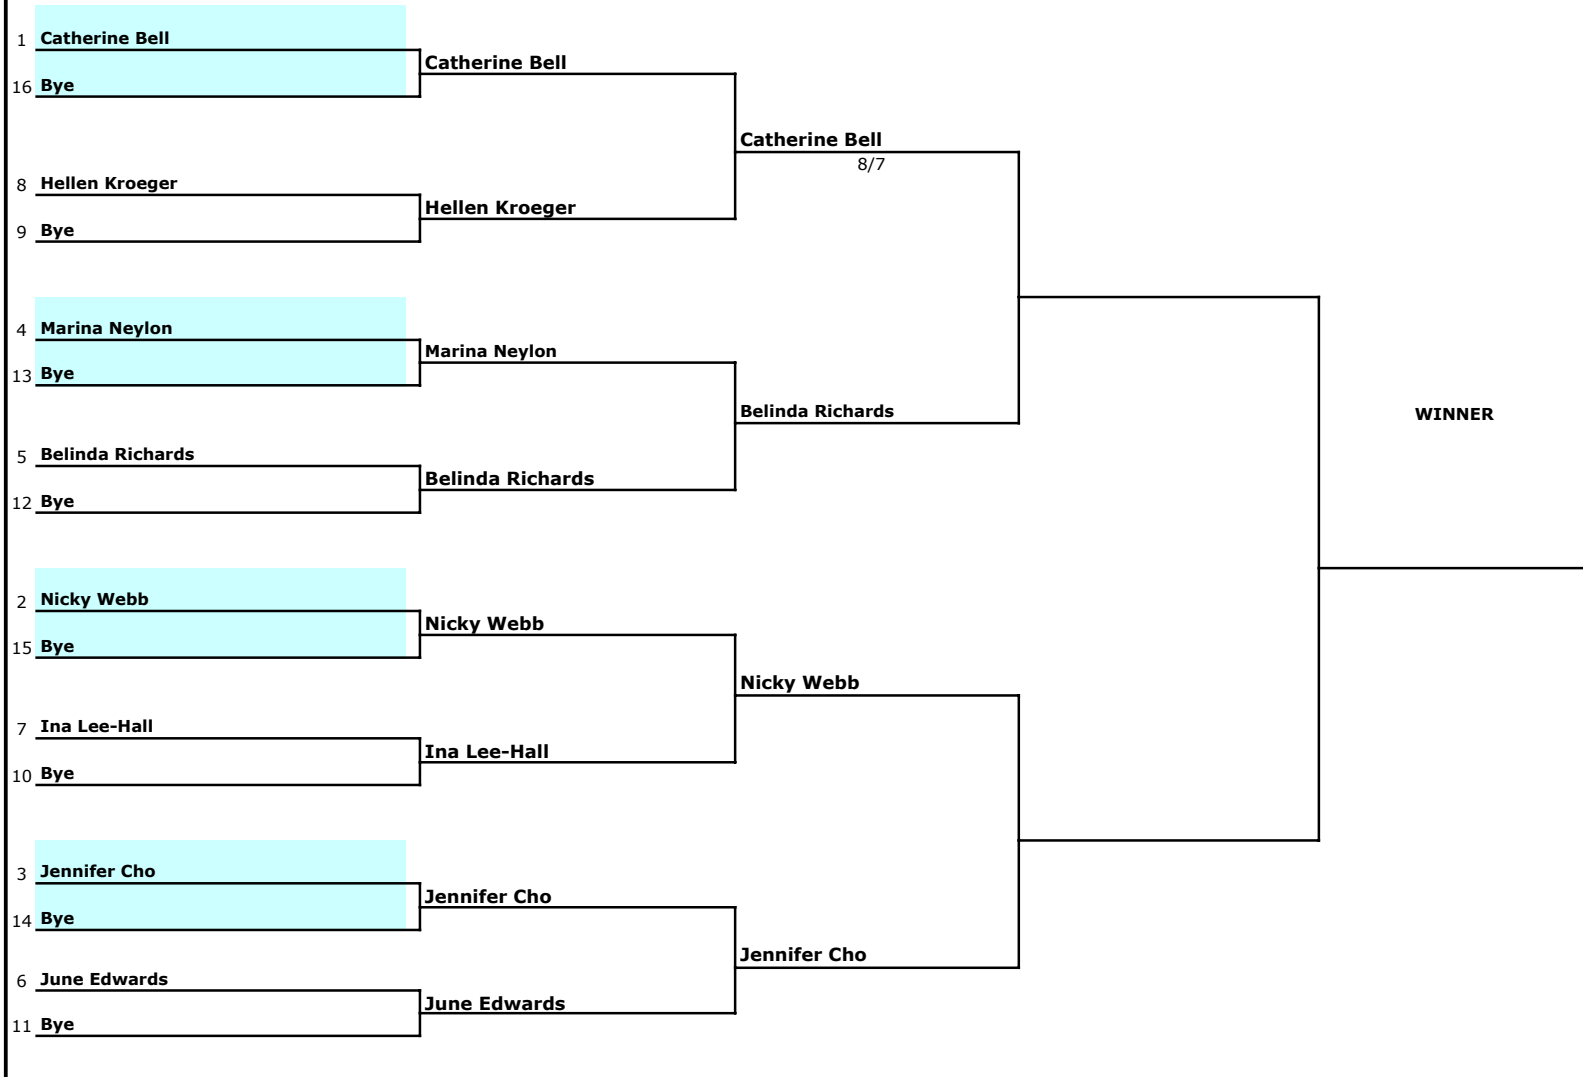 1 Catherine Bell
Catherine Bell
16 Bye
Catherine Bell
8/7
8 Hellen Kroeger
Hellen Kroeger
9 Bye
4 Marina Neylon
Marina Neylon
13 Bye
Belinda Richards
WINNER
5 Belinda Richards
Belinda Richards
12 Bye
2 Nicky Webb
Nicky Webb
15 Bye
Nicky Webb
7 Ina Lee-Hall
Ina Lee-Hall
10 Bye
3 Jennifer Cho
Jennifer Cho
14 Bye
Jennifer Cho
6 June Edwards
June Edwards
11 Bye